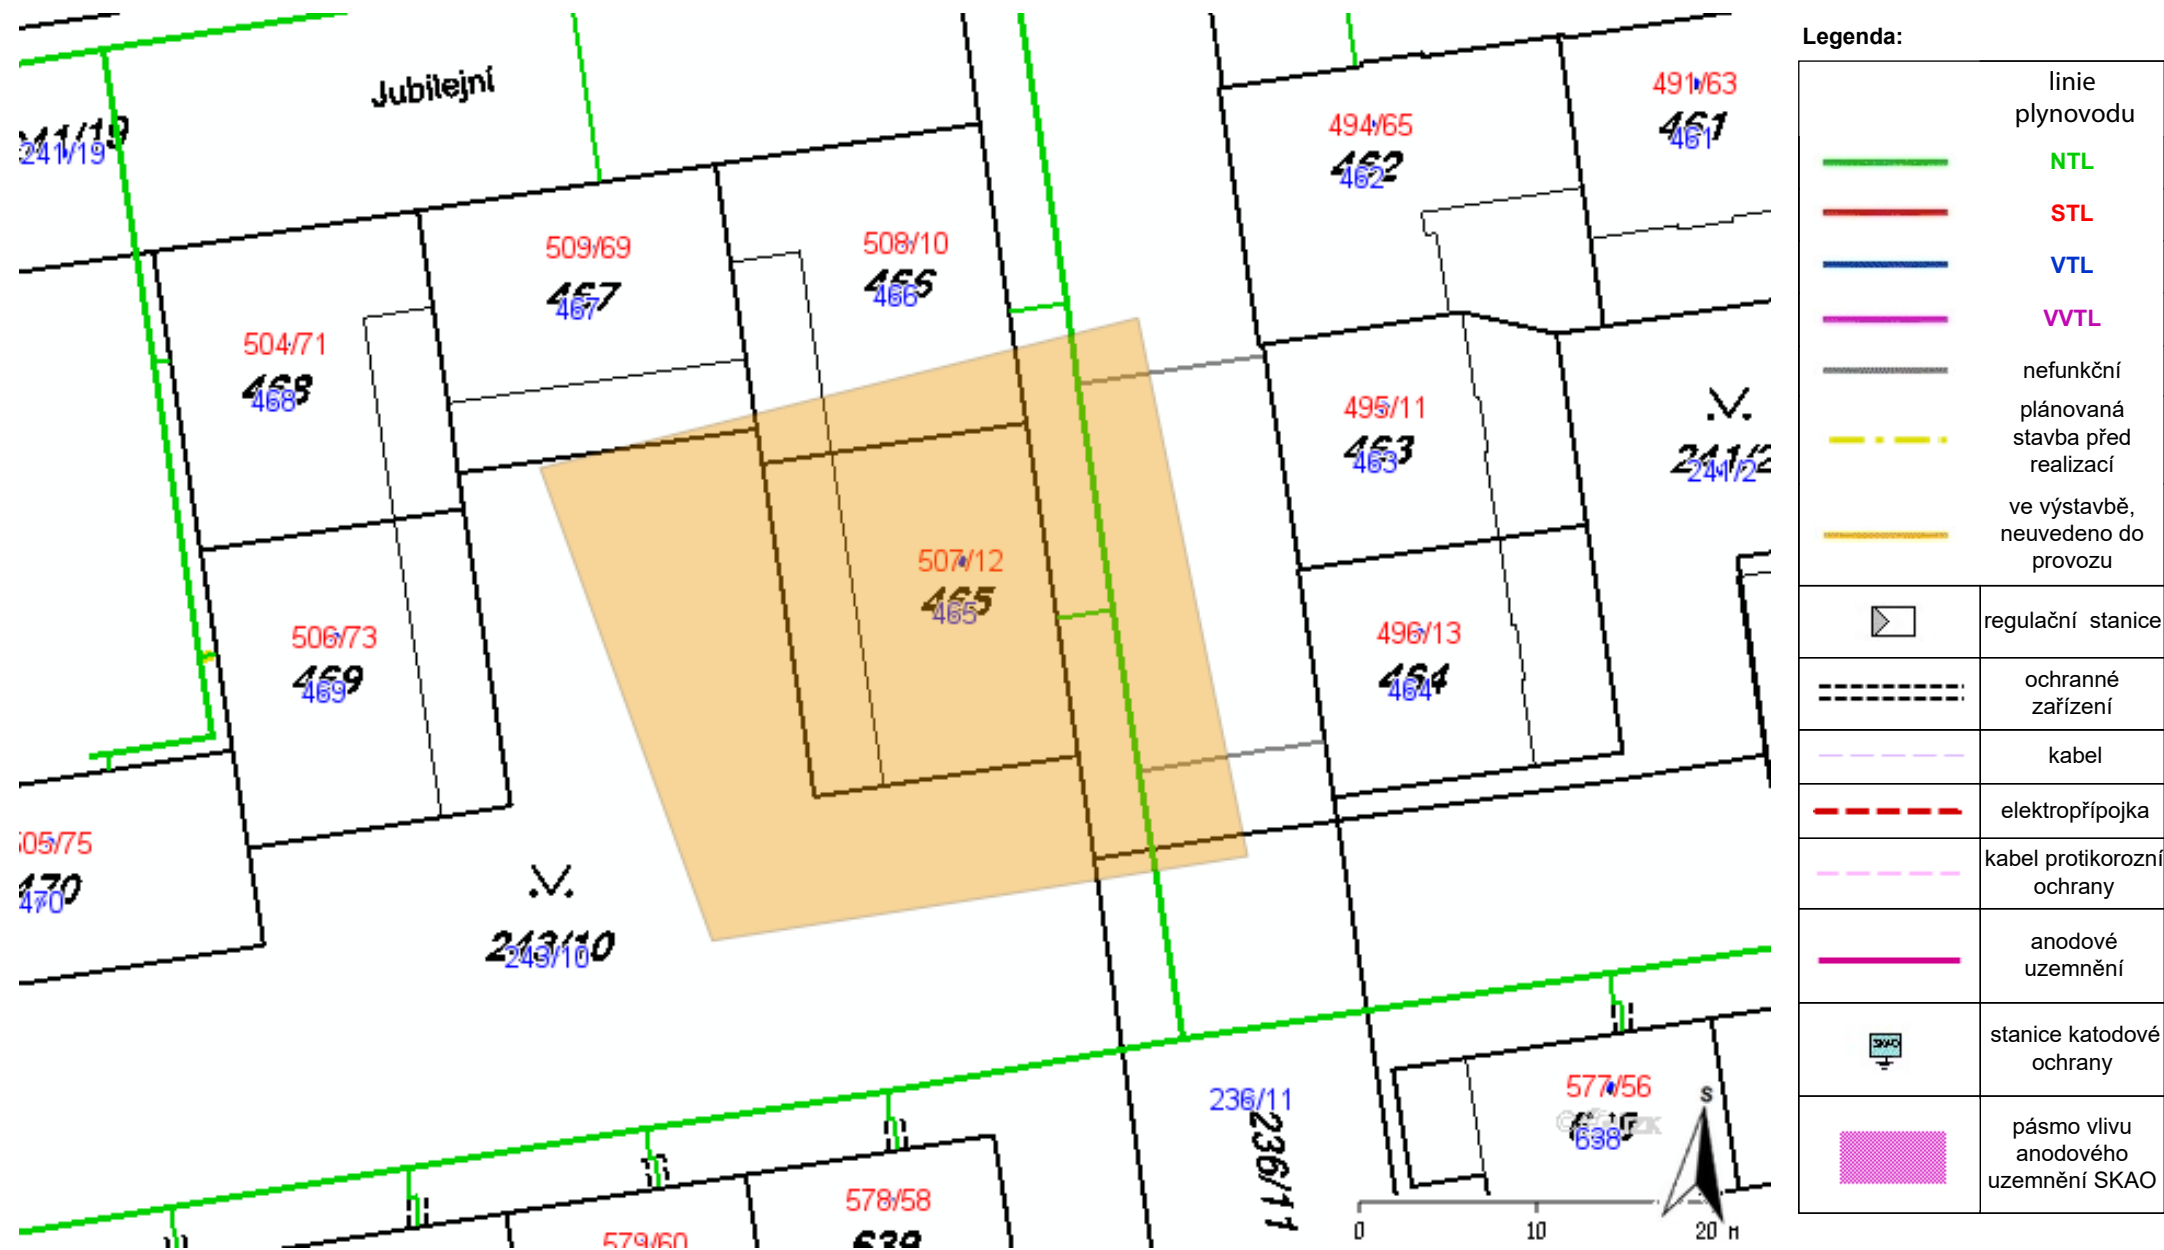 Legenda:
linie
plynovodu
NTL
STL
VTL
VVTL
nefunkční
plánovaná
stavba před
realizací
ve výstavbě,
neuvedeno do
provozu
regulační stanice
ochranné
zařízení
kabel
elektropřípojka
kabel protikorozní
ochrany
anodové
uzemnění
SKAO
stanice katodové
ochrany
pásmo vlivu
anodového
uzemnění SKAO
Jubilejní
241/19
491/63
461
461
494/65
462
462
509/69
467
467
508/10
466
466
504/71
468
468
495/11
463
463
241/2
241/2
507/12
465
465
506/73
469
469
496/13
464
464
05/75
470
470
243/10
243/10
236/11
236/11
577/56
638
578/58
639
579/60
S
0
10
20 M